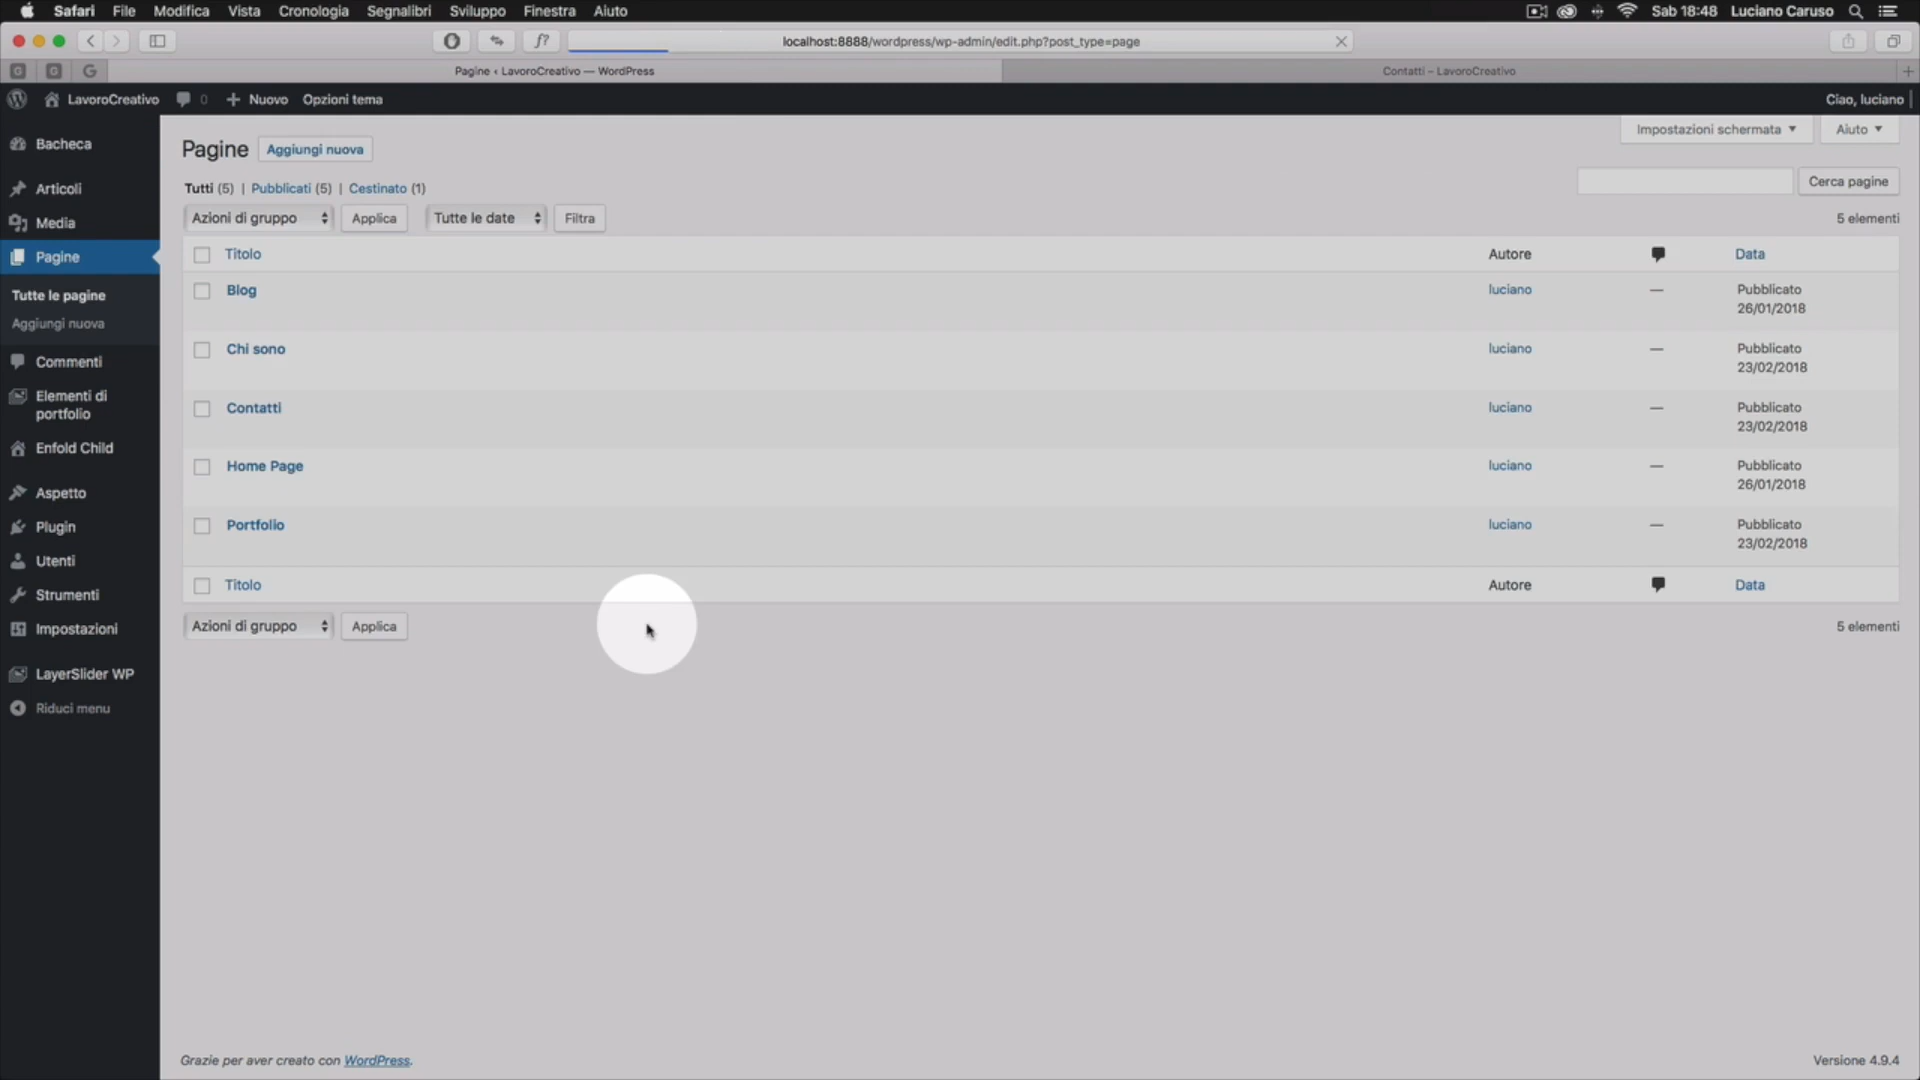 Safari File Modifica Vista Cronologia Segnalibri Sviluppo Finestra Aiuto Sab 18:48 Luciano Caruso
f? localhost:8888/wordpress/wp-admin/edit.php?post_type=page
G G G Pagine ‹ LavoroCreativo — WordPress Contatti – LavoroCreativo
LavoroCreativo 0 Nuovo Opzioni tema Ciao, luciano
Impostazioni schermata Aiuto
Bacheca
Articoli
Media
Pagine
Tutte le pagine
Aggiungi nuova
Commenti
Elementi di
portfolio
Enfold Child
Aspetto
Plugin
Utenti
Strumenti
Impostazioni
LayerSlider WP
Riduci menu
Pagine Aggiungi nuova
Tutti (5) | Pubblicati (5) | Cestinato (1)
Cerca pagine
Azioni di gruppo Applica Tutte le date Filtra 5 elementi
Titolo Autore Data
Blog luciano — Pubblicato
26/01/2018
Chi sono luciano — Pubblicato
23/02/2018
Contatti luciano — Pubblicato
23/02/2018
Home Page luciano — Pubblicato
26/01/2018
Portfolio luciano — Pubblicato
23/02/2018
Titolo Autore Data
Azioni di gruppo Applica 5 elementi
Grazie per aver creato con WordPress. Versione 4.9.4